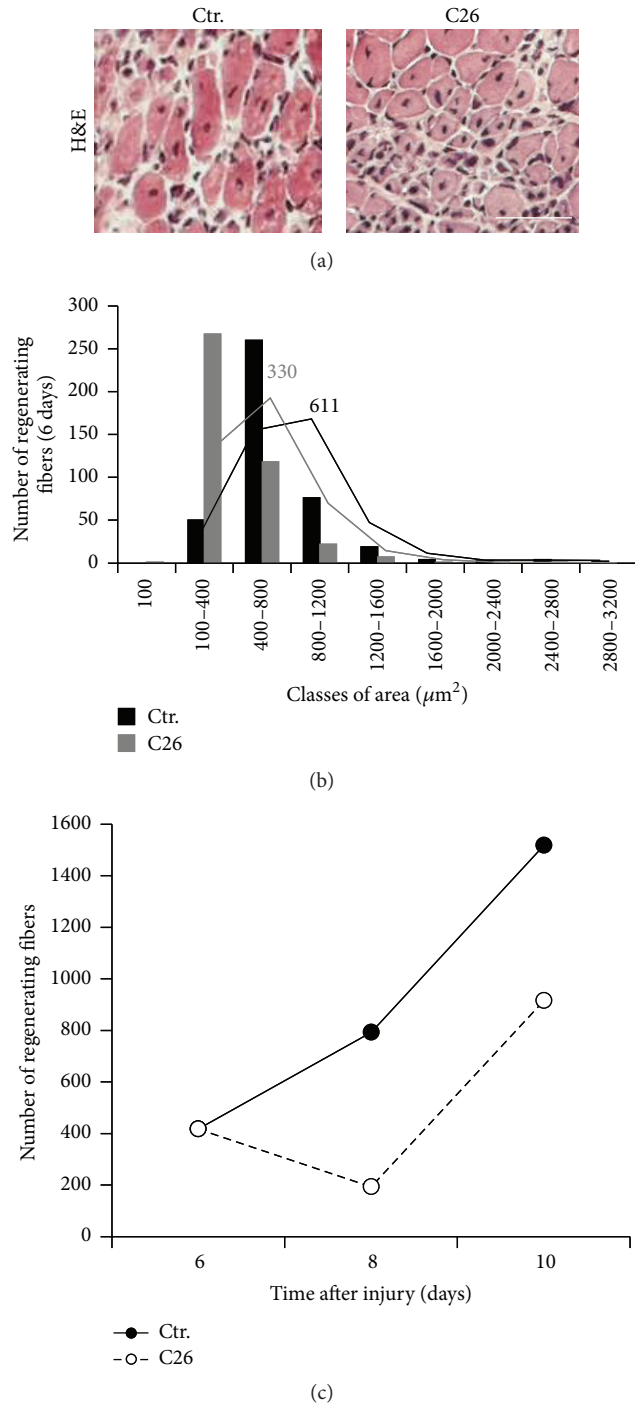 Ctr.
C26
H&E
(a)
Number of regenerating
fibers (6 days)
300
250
200
150
100
50
0
330
611
100
100–400
400–800
800–1200
1200–1600
1600–2000
2000–2400
2400–2800
2800–3200
Classes of area (μm²)
Ctr.
C26
(b)
Number of regenerating fibers
1600
1400
1200
1000
800
600
400
200
0
6
8
10
Time after injury (days)
Ctr.
C26
(c)